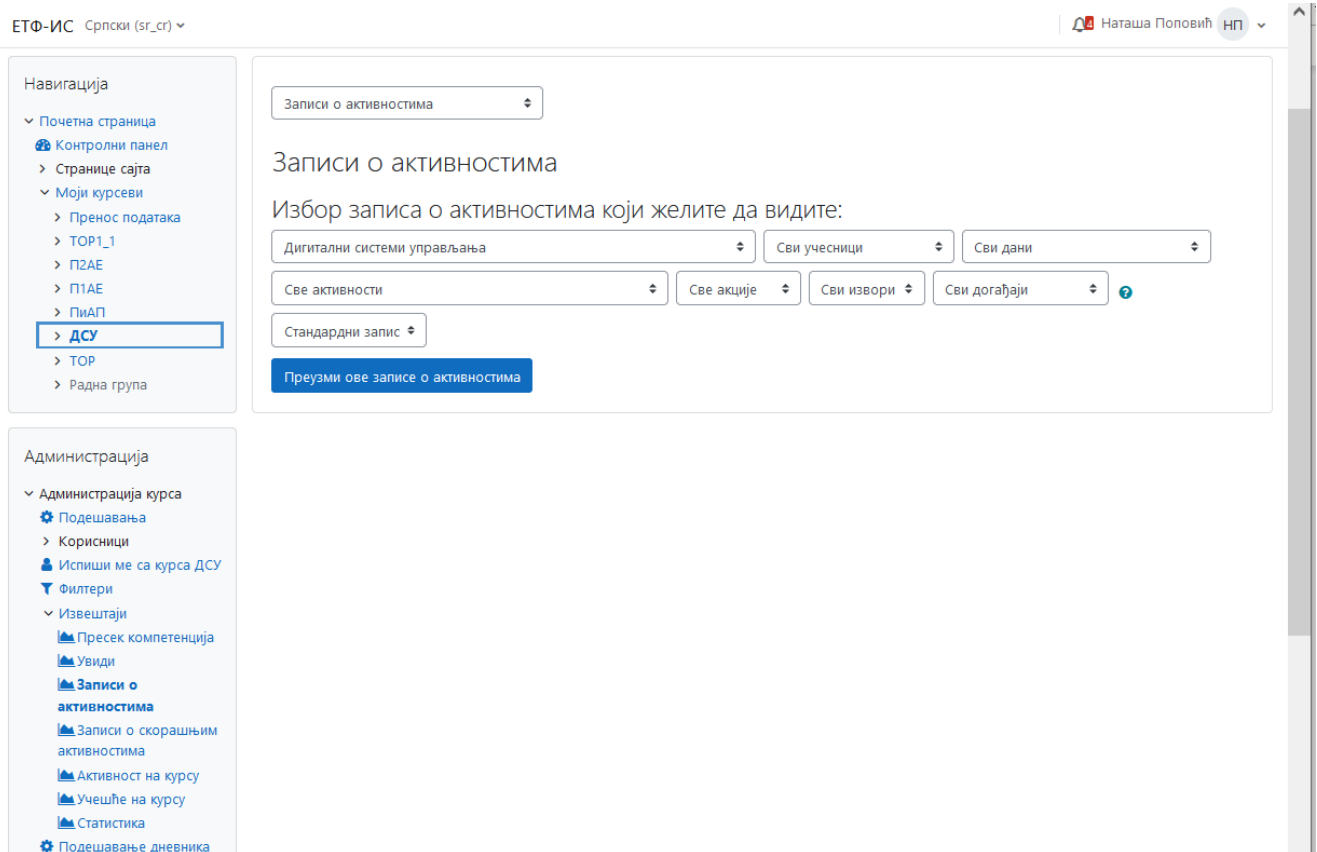 ЕТФ-ИС Српски (sr_cr)
4 Наташа Поповић НП
Навигација
Почетна страница
Контролни панел
Странице сајта
Моји курсеви
Пренос података
ТОР1_1
П2АЕ
П1АЕ
ПиАП
ДСУ
ТОР
Радна група
Администрација
Администрација курса
Подешавања
Корисници
Испиши ме са курса ДСУ
Филтери
Извештаји
Пресек компетенција
Увиди
Записи о
активностима
Записи о скорашњим
активностима
Активност на курсу
Учешће на курсу
Статистика
Подешавање дневника
Записи о активностима
Записи о активностима
Избор записа о активностима који желите да видите:
Дигитални системи управљања Сви учесници Сви дани
Све активности Све акције Сви извори Сви догађаји ?
Стандардни запис
Преузми ове записе о активностима